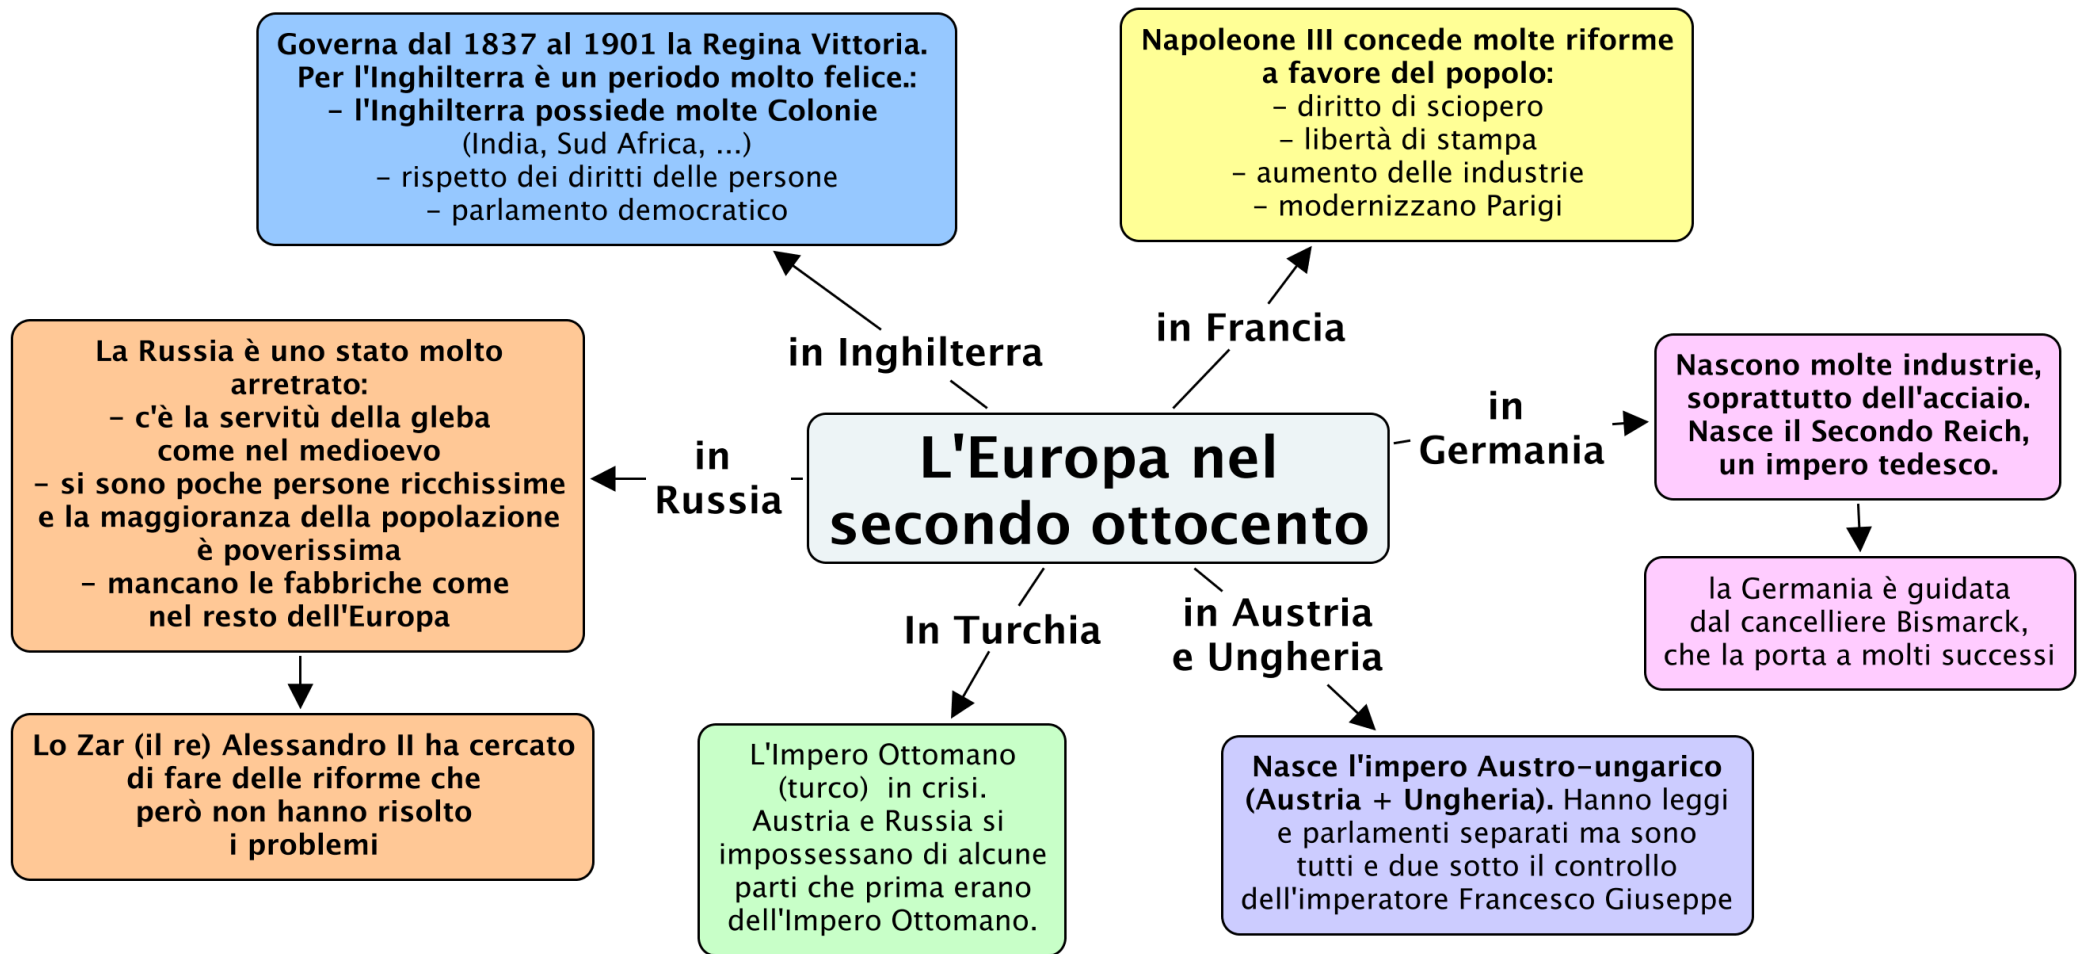 Governa dal 1837 al 1901 la Regina Vittoria.
Per l'Inghilterra è un periodo molto felice.:
– l'Inghilterra possiede molte Colonie
(India, Sud Africa, ...)
– rispetto dei diritti delle persone
– parlamento democratico
Napoleone III concede molte riforme
a favore del popolo:
– diritto di sciopero
– libertà di stampa
– aumento delle industrie
– modernizzano Parigi
in Inghilterra
in Francia
La Russia è uno stato molto
arretrato:
– c'è la servitù della gleba
come nel medioevo
– si sono poche persone ricchissime
e la maggioranza della popolazione
è poverissima
– mancano le fabbriche come
nel resto dell'Europa
in
Russia
L'Europa nel
secondo ottocento
in
Germania
Nascono molte industrie,
soprattutto dell'acciaio.
Nasce il Secondo Reich,
un impero tedesco.
la Germania è guidata
dal cancelliere Bismarck,
che la porta a molti successi
In Turchia
in Austria
e Ungheria
Lo Zar (il re) Alessandro II ha cercato
di fare delle riforme che
però non hanno risolto
i problemi
L'Impero Ottomano
(turco)  in crisi.
Austria e Russia si
impossessano di alcune
parti che prima erano
dell'Impero Ottomano.
Nasce l'impero Austro–ungarico
(Austria + Ungheria). Hanno leggi
e parlamenti separati ma sono
tutti e due sotto il controllo
dell'imperatore Francesco Giuseppe